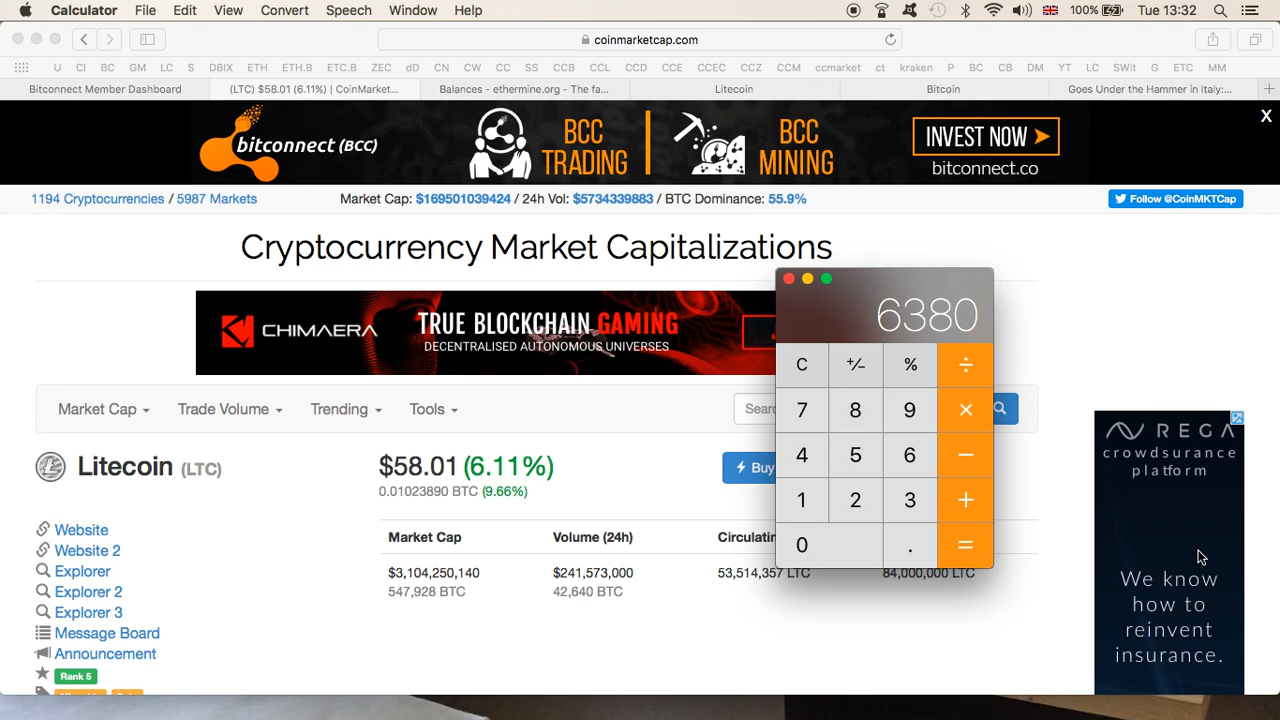 Calculator File Edit View Convert Speech Window Help 100% Tue 13:32
coinmarketcap.com
U CI BC GM LC S DBIX ETH ETH.B ETC.B ZEC dD CN CW CC SS CCB CCL CCD CCE CCEC CCZ CCM ccmarket ct kraken P BC CB DM YT LC SWit G ETC MM
Bitconnect Member Dashboard (LTC) $58.01 (6.11%) | CoinMarket... Balances - ethermine.org - The fa... Litecoin Bitcoin Goes Under the Hammer in Italy:... +
bitconnect (BCC) BCC TRADING BCC MINING INVEST NOW X
bitconnect.co
1194 Cryptocurrencies / 5987 Markets Market Cap: $169501039424 / 24h Vol: $5734339883 / BTC Dominance: 55.9% Follow @CoinMKTCap
Cryptocurrency Market Capitalizations
CHIMAERA TRUE BLOCKCHAIN GAMING
DECENTRALISED AUTONOMOUS UNIVERSES
6380
C +/− % ÷
7 8 9 ×
4 5 6 −
1 2 3 +
0 . =
Market Cap Trade Volume Trending Tools Searc
Litecoin (LTC) $58.01 (6.11%) Buy
0.01023890 BTC (9.66%)
Website
Website 2
Explorer
Explorer 2
Explorer 3
Message Board
Announcement
Rank 5
Market Cap Volume (24h) Circulatin
$3,104,250,140 $241,573,000 53,514,357 LTC 84,000,000 LTC
547,928 BTC 42,640 BTC
REGA
crowdsurance
platform
We know
how to
reinvent
insurance.